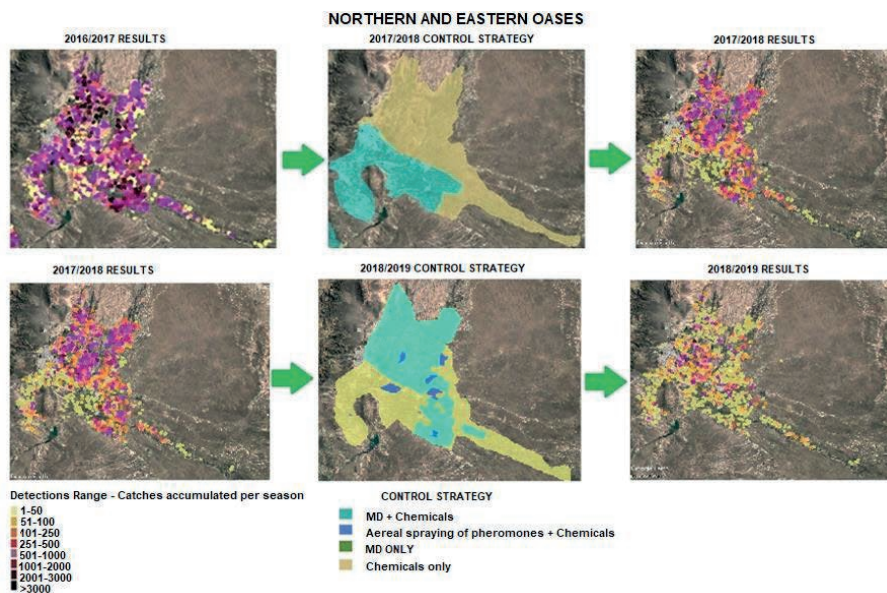 NORTHERN AND EASTERN OASES
2016/2017 RESULTS
2017/2018 CONTROL STRATEGY
2017/2018 RESULTS
2017/2018 RESULTS
2018/2019 CONTROL STRATEGY
2018/2019 RESULTS
Detections Range - Catches accumulated per season
1-50
51-100
101-250
251-500
501-1000
1001-2000
2001-3000
>3000
CONTROL STRATEGY
MD + Chemicals
Aereal spraying of pheromones + Chemicals
MD ONLY
Chemicals only